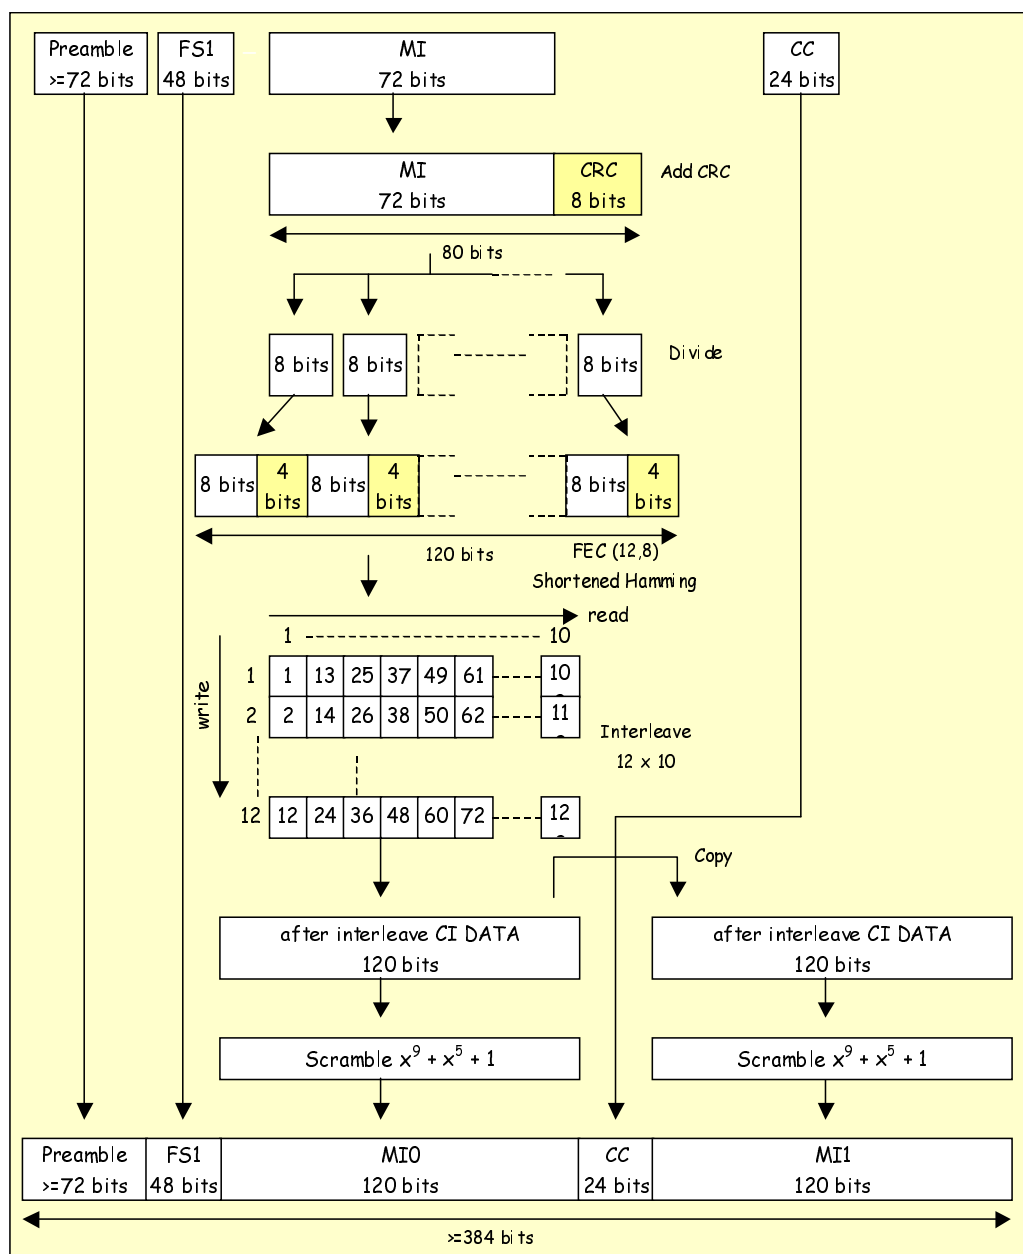 Preamble
>=72 bits
FS1
48 bits
MI
72 bits
CC
24 bits
MI
72 bits
CRC
8 bits
Add CRC
80 bits
8 bits
8 bits
8 bits
Divide
8 bits
4
bits
8 bits
4
bits
8 bits
4
bits
120 bits
FEC (12,8)
Shortened Hamming
read
1
10
write
1
1 13 25 37 49 61 10
2
2 14 26 38 50 62 11
Interleave
12 x 10
12
12 24 36 48 60 72 12
Copy
after interleave CI DATA
120 bits
after interleave CI DATA
120 bits
Scramble x⁹ + x⁵ + 1
Scramble x⁹ + x⁵ + 1
Preamble
>=72 bits
FS1
48 bits
MI0
120 bits
CC
24 bits
MI1
120 bits
>=384 bits